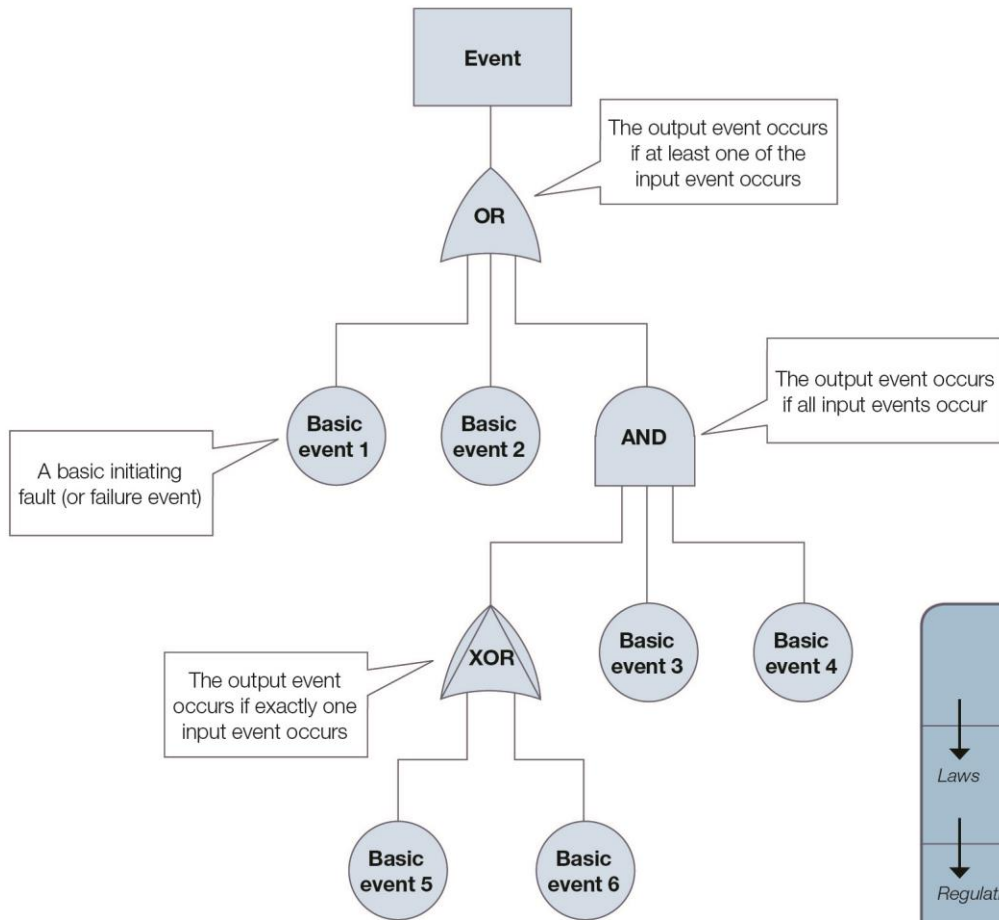 Event
The output event occurs
if at least one of the
input event occurs
OR
Basic
event 1
Basic
event 2
AND
The output event occurs
if all input events occur
A basic initiating
fault (or failure event)
XOR
Basic
event 3
Basic
event 4
The output event
occurs if exactly one
input event occurs
Laws
Basic
event 5
Basic
event 6